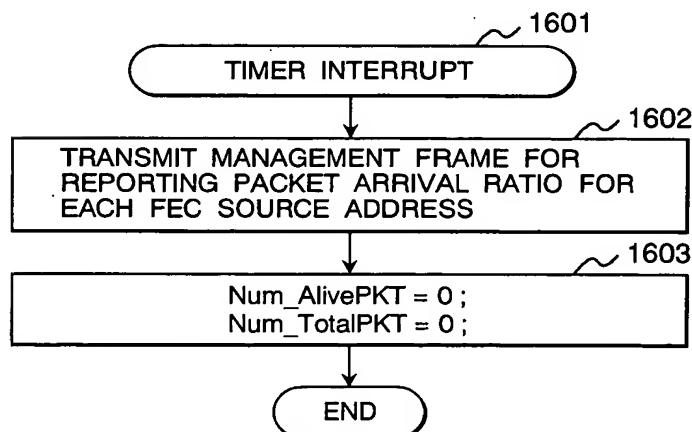 1601
TIMER INTERRUPT
1602
TRANSMIT MANAGEMENT FRAME FOR
REPORTING PACKET ARRIVAL RATIO FOR
EACH FEC SOURCE ADDRESS
1603
Num_AlivePKT = 0 ;
Num_TotalPKT = 0 ;
END